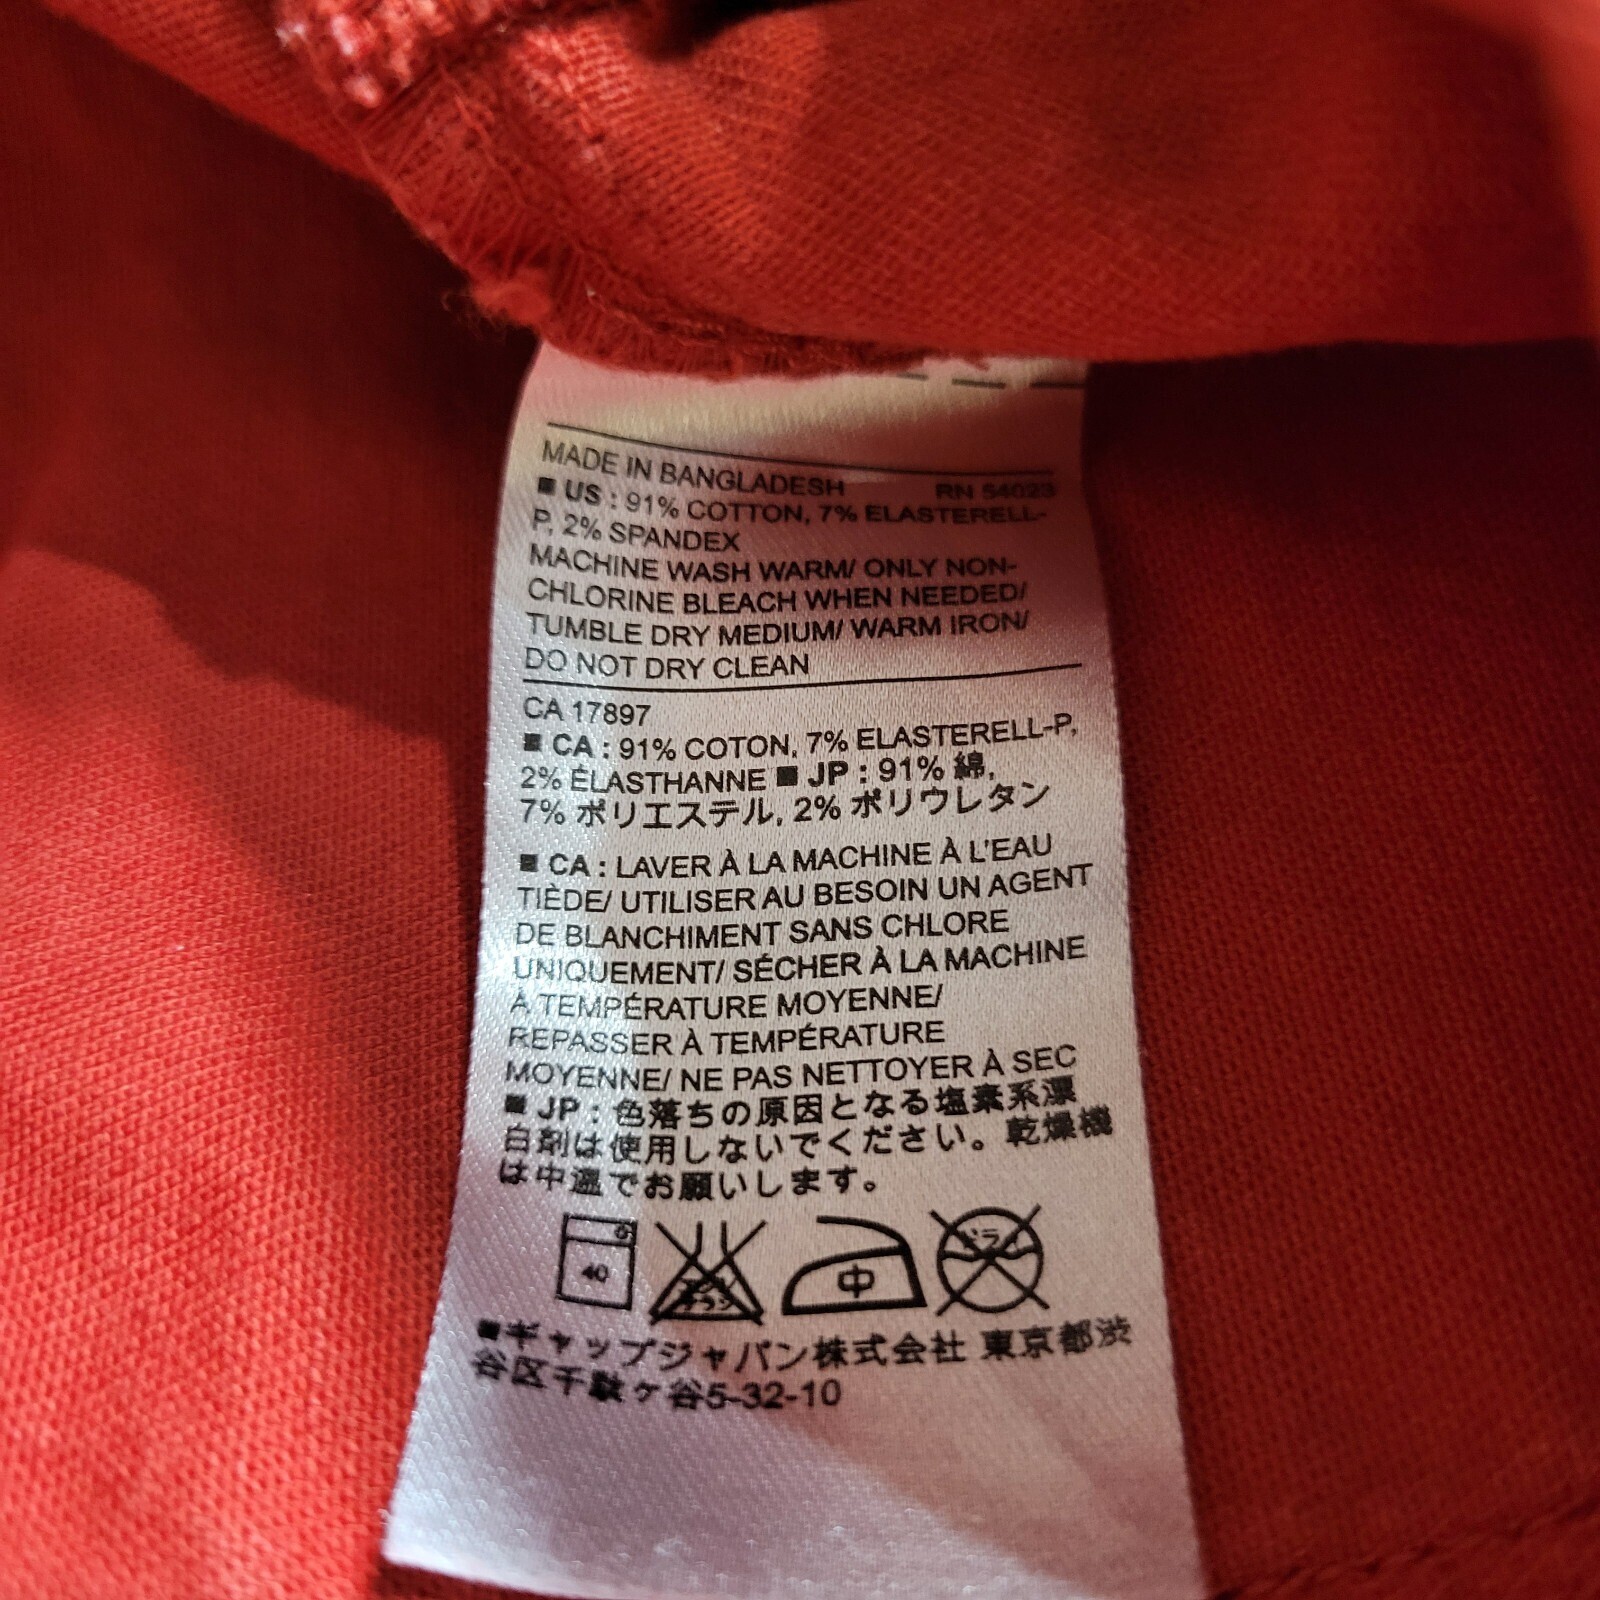 MADE IN BANGLADESH RN 54023
■ US : 91% COTTON, 7% ELASTERELL-
P, 2% SPANDEX
MACHINE WASH WARM/ ONLY NON-
CHLORINE BLEACH WHEN NEEDED/
TUMBLE DRY MEDIUM/ WARM IRON/
DO NOT DRY CLEAN
CA 17897
■ CA : 91% COTON, 7% ELASTERELL-P,
2% ÉLASTHANNE ■ JP : 91% 綿,
7% ポリエステル, 2% ポリウレタン
■ CA : LAVER À LA MACHINE À L'EAU
TIÈDE/ UTILISER AU BESOIN UN AGENT
DE BLANCHIMENT SANS CHLORE
UNIQUEMENT/ SÉCHER À LA MACHINE
À TEMPÉRATURE MOYENNE/
REPASSER À TEMPÉRATURE
MOYENNE/ NE PAS NETTOYER À SEC
■ JP : 色落ちの原因となる塩素系漂
白剤は使用しないでください。乾燥機
は中温でお願いします。
40 中 ドライ
■ギャップジャパン株式会社 東京都渋
谷区千駄ヶ谷5-32-10